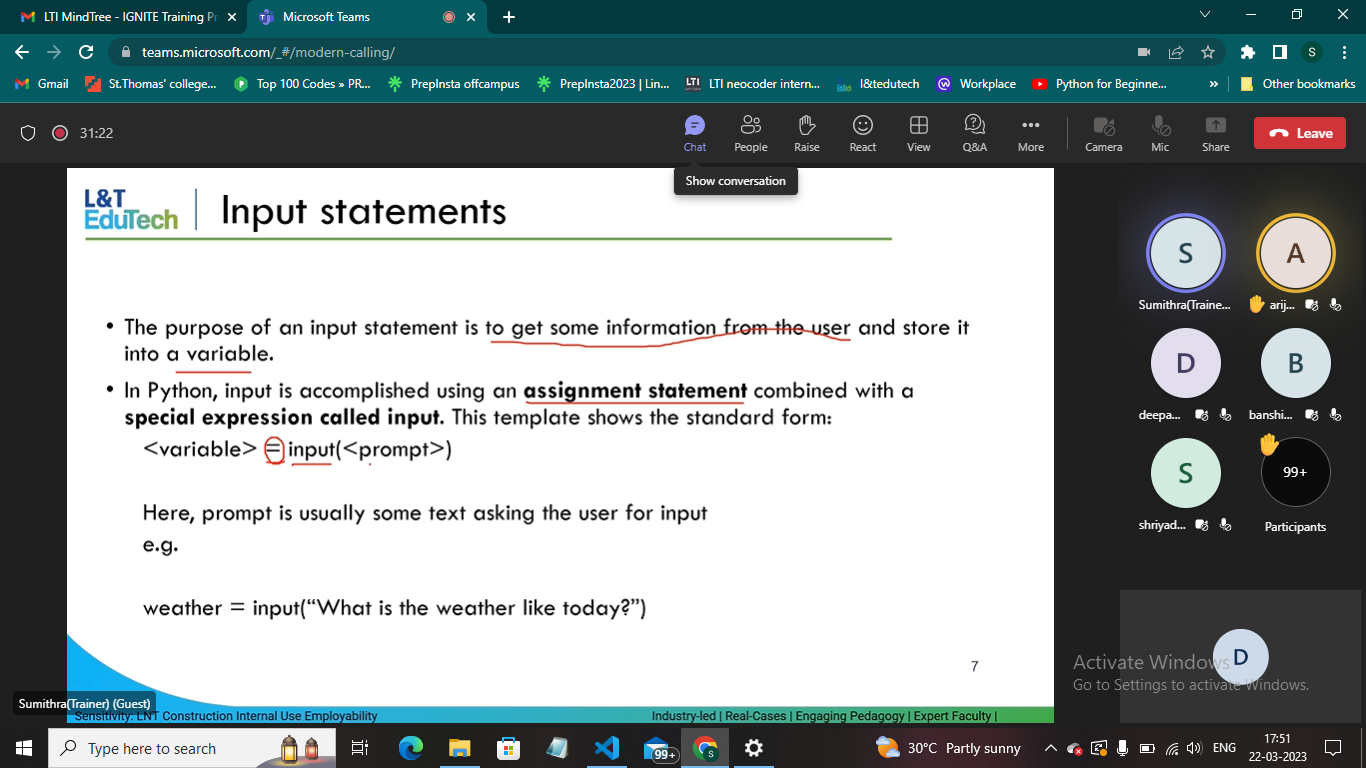 LTI MindTree - IGNITE Training Pr
Microsoft Teams
teams.microsoft.com/_#/modern-calling/
S
Gmail
St.Thomas' college...
Top 100 Codes » PR...
PrepInsta offcampus
PrepInsta2023 | Lin...
LTI
LTI neocoder intern...
l&tedutech
Workplace
Python for Beginne...
»
Other bookmarks
31:22
Chat
People
Raise
React
View
Q&A
More
Camera
Mic
Share
Leave
Show conversation
L&T
EduTech
Input statements
• The purpose of an input statement is to get some information from the user and store it
into a variable.
• In Python, input is accomplished using an assignment statement combined with a
special expression called input. This template shows the standard form:
<variable> = input(<prompt>)
Here, prompt is usually some text asking the user for input
e.g.
weather = input(“What is the weather like today?”)
7
Sensitivity: LNT Construction Internal Use Employability
Industry-led | Real-Cases | Engaging Pedagogy | Expert Faculty |
Sumithra(Trainer) (Guest)
S
A
Sumithra(Traine...
arij...
D
B
deepa...
banshi...
S
99+
shriyad...
Participants
D
Activate Windows
Go to Settings to activate Windows.
Type here to search
99+
S
30°C Partly sunny
ENG
17:51
22-03-2023